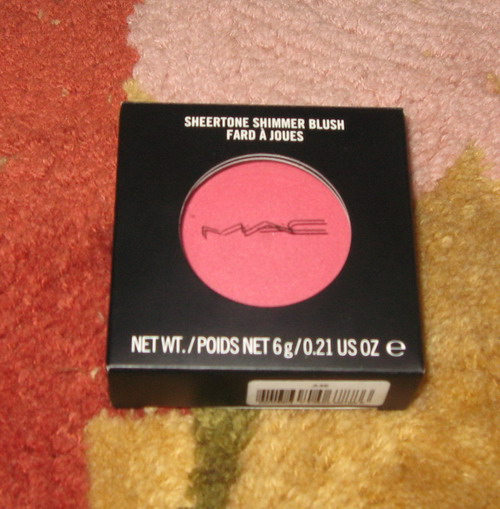 SHEERTONE SHIMMER BLUSH
FARD À JOUES
MAC
NET WT./POIDS NET 6 g/0.21 US OZ ℮